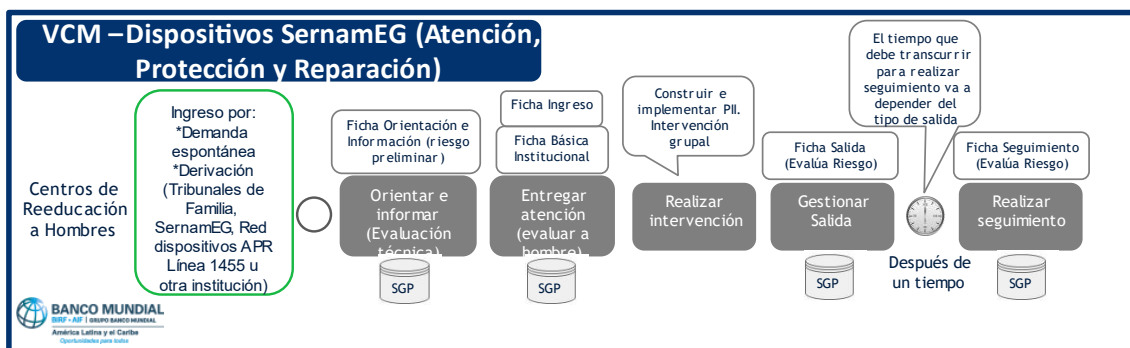 VCM – Dispositivos SernamEG (Atención,
Protección y Reparación)
El tiempo que
debe transcurrir
para realizar
seguimiento va a
depender del
tipo de salida
Ingreso por:
*Demanda
espontánea
*Derivación
(Tribunales de
Familia,
SernamEG, Red
dispositivos APR
Línea 1455 u
otra institución)
Ficha Orientación e
Información (riesgo
preliminar)
Ficha Ingreso
Ficha Básica
Institucional
Construir e
implementar PII.
Intervención
grupal
Ficha Salida
(Evalúa Riesgo)
Ficha Seguimiento
(Evalúa Riesgo)
Centros de
Reeducación
a Hombres
Orientar e
informar
(Evaluación
técnica)
Entregar
atención
(evaluar a
hombre)
Realizar
intervención
Gestionar
Salida
Realizar
seguimiento
SGP
SGP
SGP
Después de
un tiempo
SGP
BANCO MUNDIAL
BIRF - AIF | GRUPO BANCO MUNDIAL
América Latina y el Caribe
Oportunidades para todos